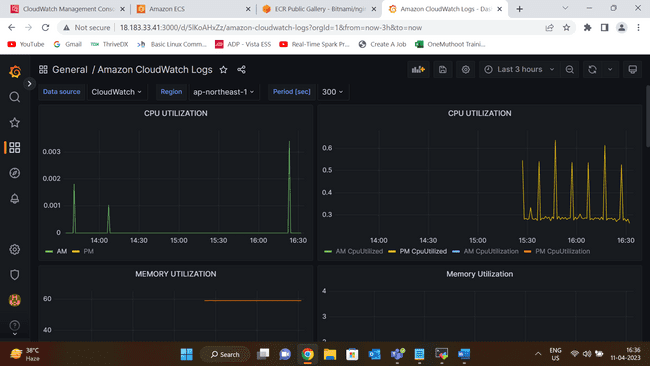 CloudWatch Management Cons
Amazon ECS
ECR Public Gallery - Bitnami/ngi
Amazon CloudWatch Logs - Das
Not secure
18.183.33.41:3000/d/5lKoAHxZz/amazon-cloudwatch-logs?orgId=1&from=now-3h&to=now
YouTube
Gmail
ThriveDX
Basic Linux Comm...
ADP - Vista ESS
Real-Time Spark Pr...
Create A Job
OneMuthoot Traini...
General / Amazon CloudWatch Logs
Last 3 hours
Data source
CloudWatch
Region
ap-northeast-1
Period [sec]
300
CPU UTILIZATION
0.003
0.002
0.001
0
14:00 14:30 15:00 15:30 16:00 16:30
AM PM
CPU UTILIZATION
0.6
0.5
0.4
0.3
14:00 14:30 15:00 15:30 16:00 16:30
AM CpuUtilized PM CpuUtilized AM CpuUtilization PM CpuUtilization
MEMORY UTILIZATION
60
40
Memory Utilization
4
3
2
38°C
Haze
Search
ENG
US
16:36
11-04-2023